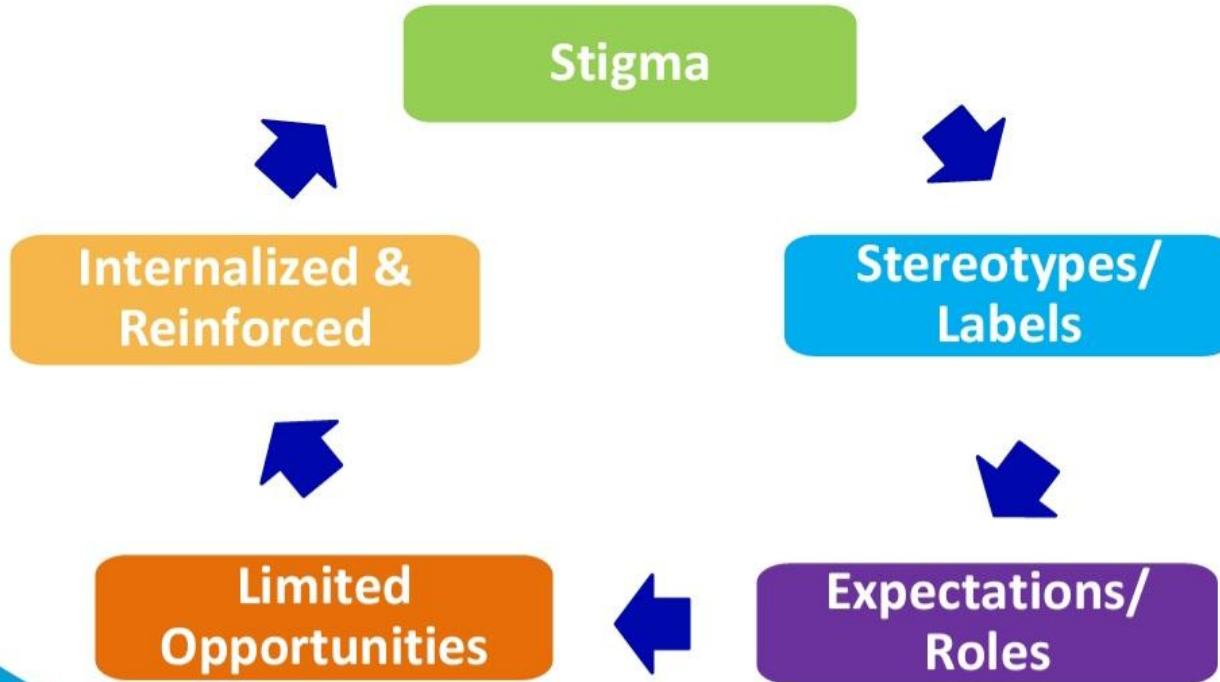 Stigma
Stereotypes/
Labels
Expectations/
Roles
Limited
Opportunities
Internalized &
Reinforced